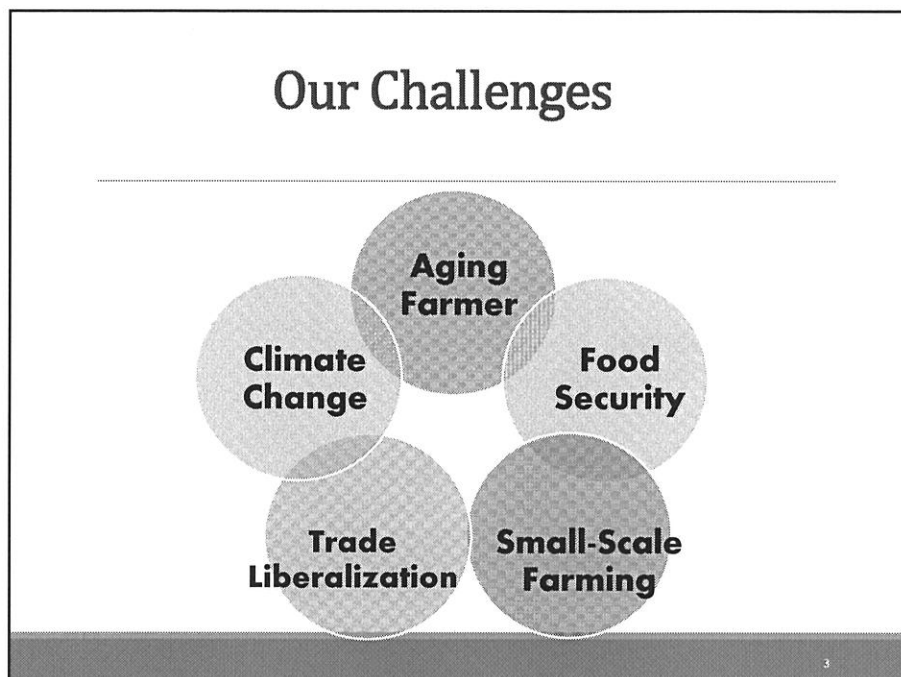 Our Challenges
Aging
Farmer
Climate
Change
Food
Security
Trade
Liberalization
Small-Scale
Farming
3